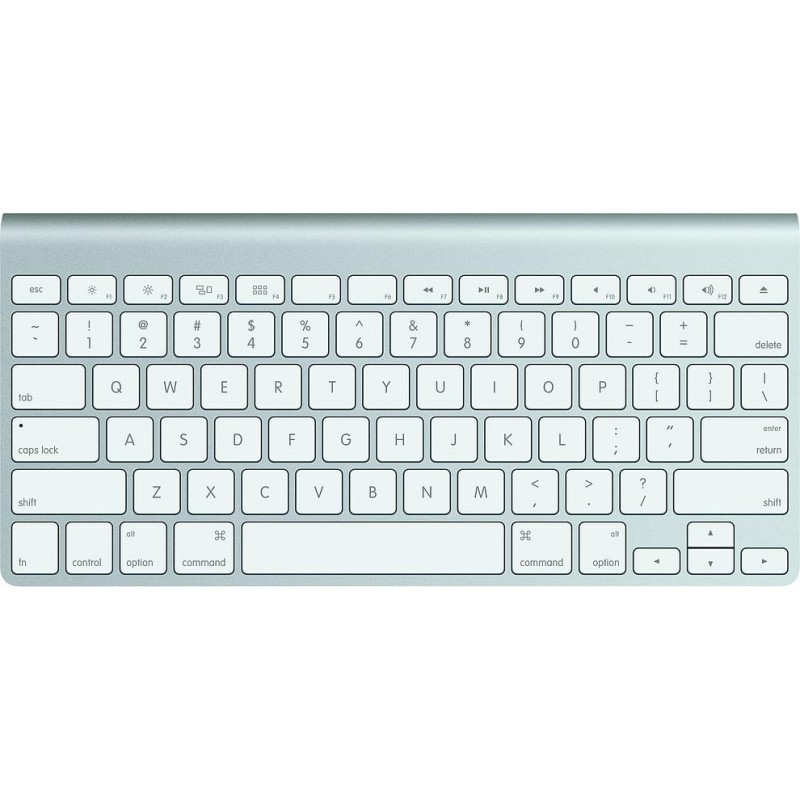 esc F1 F2 F3 F4 F5 F6 F7 F8 F9 F10 F11 F12
~ ! @ # $ % ^ & * ( ) – +
` 1 2 3 4 5 6 7 8 9 0 - = delete
tab Q W E R T Y U I O P { [ } ] | \
caps lock A S D F G H J K L : ; “ ‘ enter return
shift Z X C V B N M < , > . ? / shift
alt ⌘ ⌘ alt
fn control option command command option